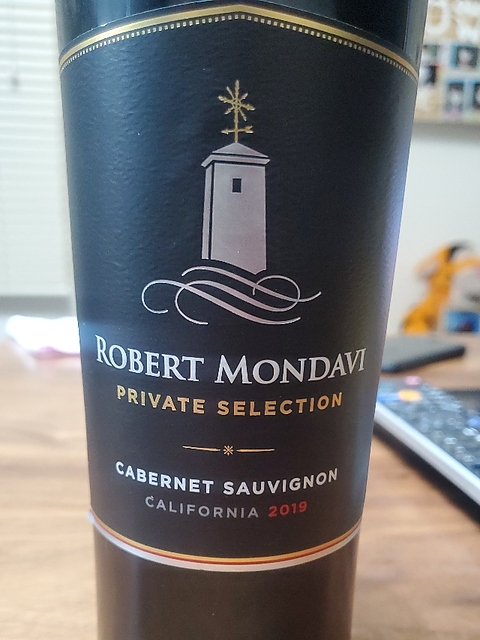 ROBERT MONDAVI
PRIVATE SELECTION
CABERNET SAUVIGNON
CALIFORNIA 2019